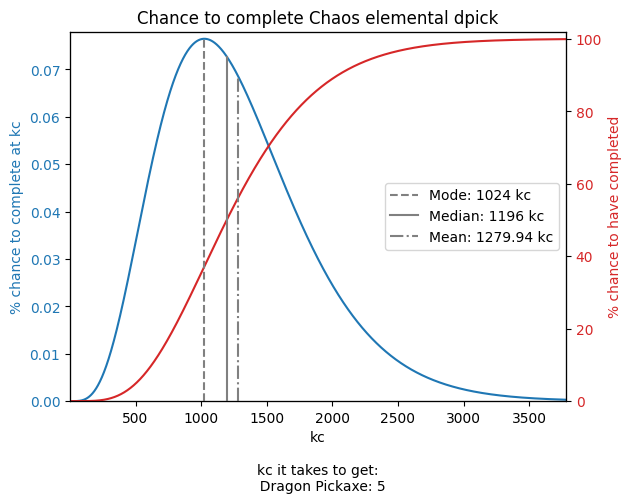 Chance to complete Chaos elemental dpick
% chance to complete at kc
0.07
0.06
0.05
0.04
0.03
0.02
0.01
0.00
Mode: 1024 kc
Median: 1196 kc
Mean: 1279.94 kc
100
80
60
40
20
0
% chance to have completed
500 1000 1500 2000 2500 3000 3500
kc
kc it takes to get:
Dragon Pickaxe: 5